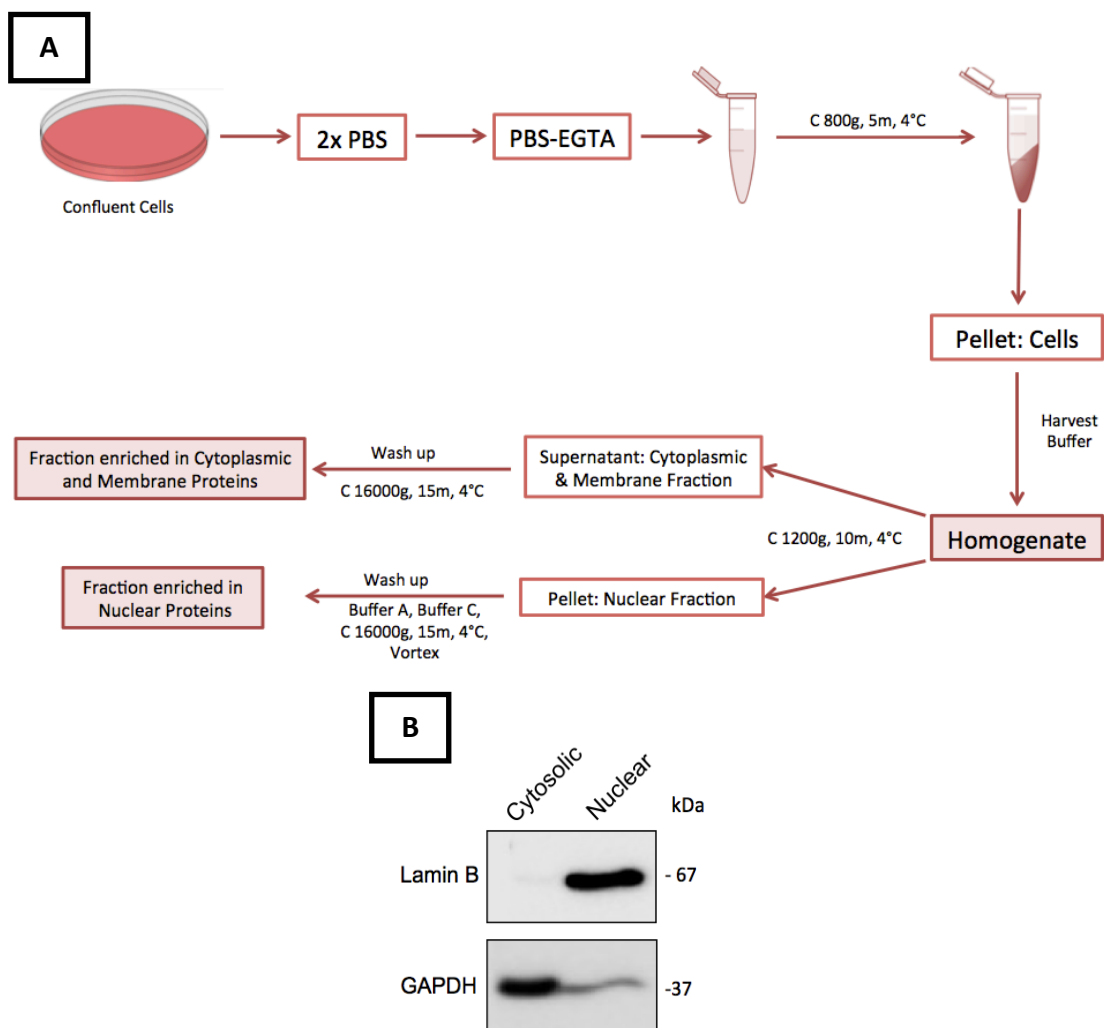 A
2x PBS
PBS-EGTA
C 800g, 5m, 4°C
Confluent Cells
Pellet: Cells
Harvest
Buffer
Homogenate
C 1200g, 10m, 4°C
Supernatant: Cytoplasmic
& Membrane Fraction
Wash up
C 16000g, 15m, 4°C
Fraction enriched in Cytoplasmic
and Membrane Proteins
Pellet: Nuclear Fraction
Wash up
Buffer A, Buffer C,
C 16000g, 15m, 4°C,
Vortex
Fraction enriched in
Nuclear Proteins
B
Cytosolic
Nuclear
kDa
Lamin B
- 67
GAPDH
-37